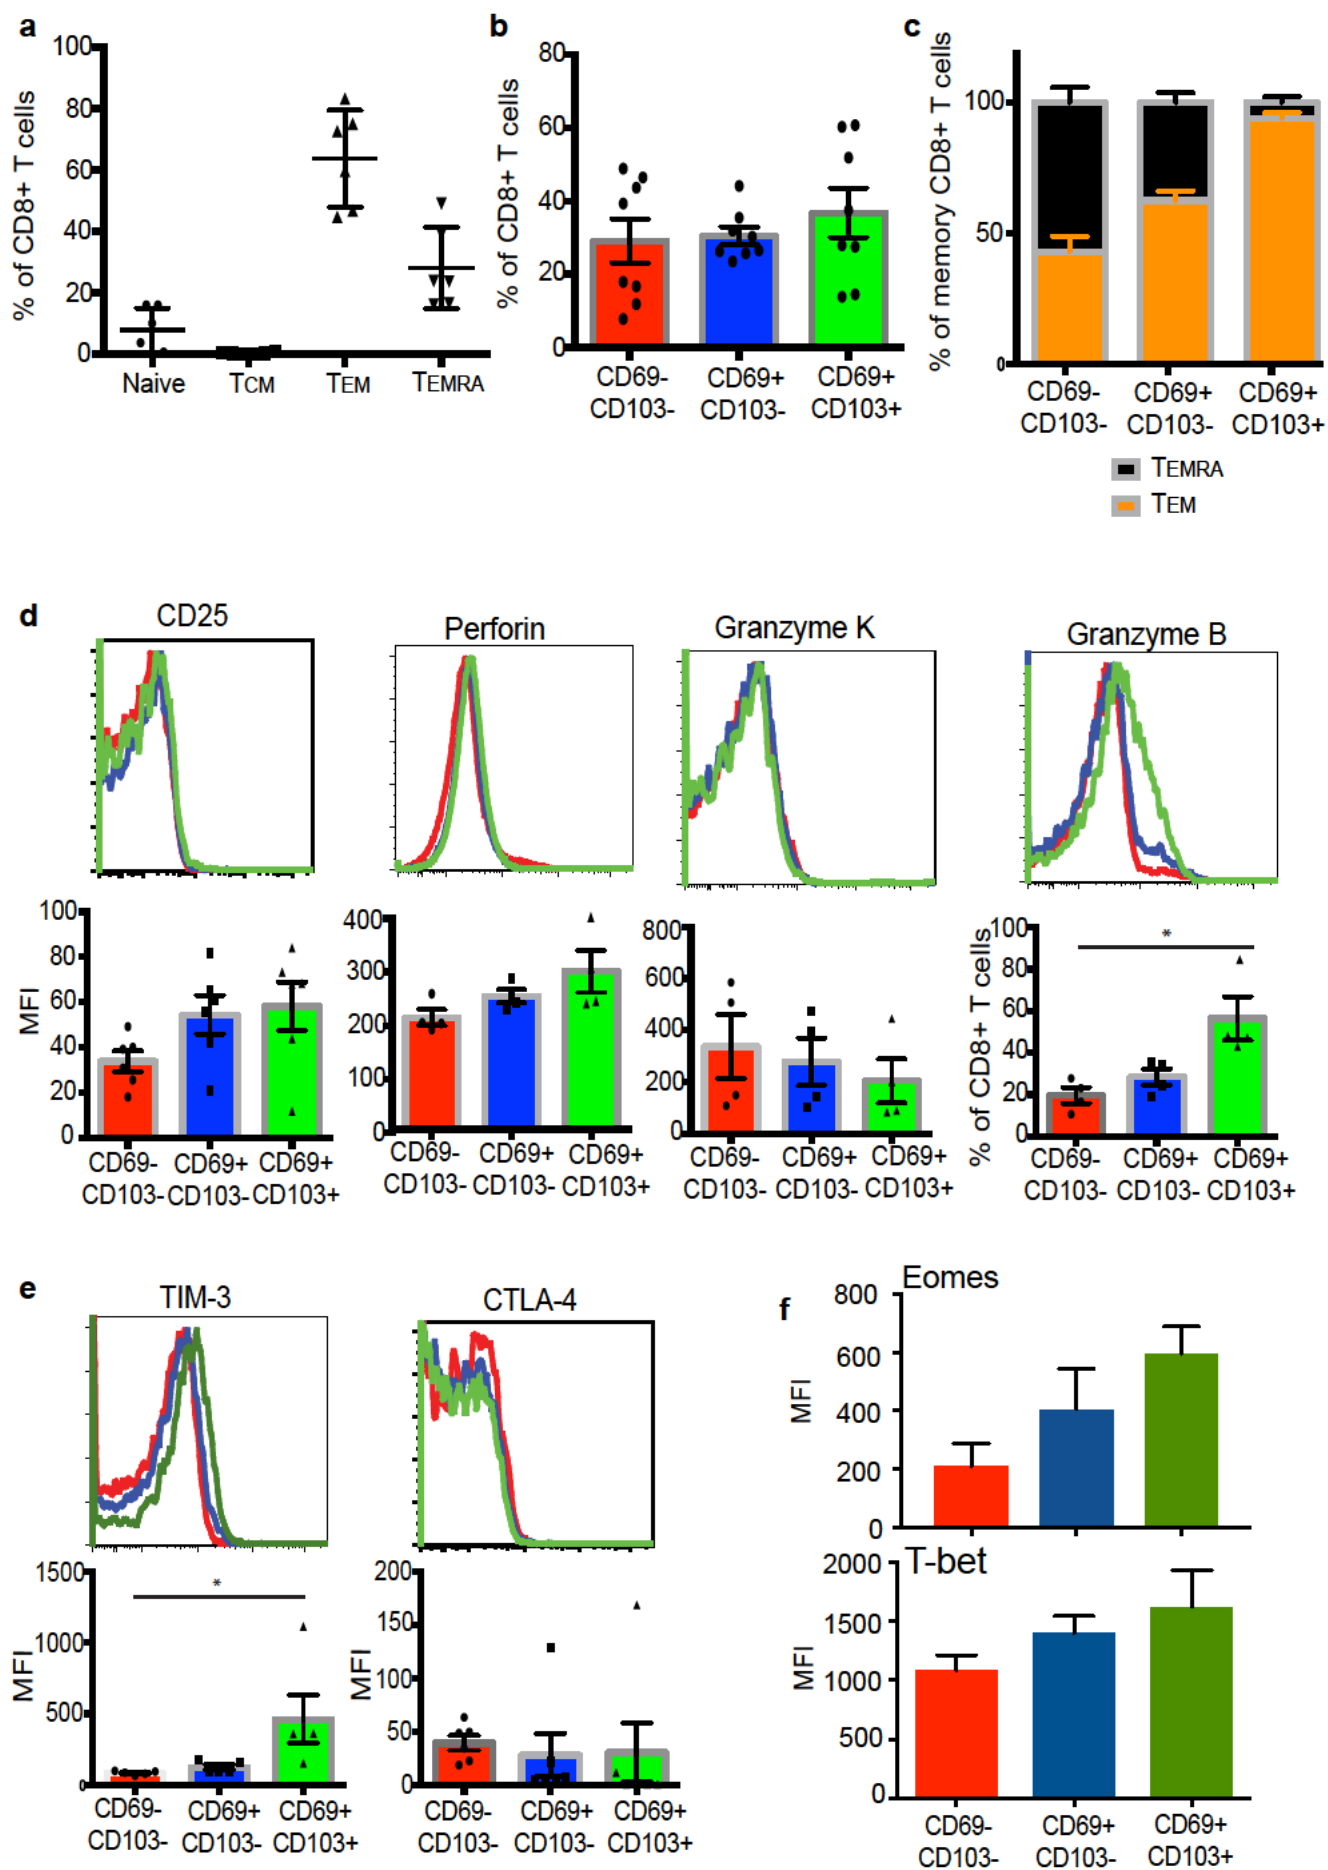 a
% of CD8+ T cells
100
80
60
40
20
0
Naive TCM TEM TEMRA
b
% of CD8+ T cells
80
60
40
20
0
CD69- CD69+ CD69+
CD103- CD103- CD103+
c
% of memory CD8+ T cells
100
50
0
CD69- CD69+ CD69+
CD103- CD103- CD103+
TEMRA
TEM
d
CD25
Perforin
Granzyme K
Granzyme B
MFI
100
80
60
40
20
0
CD69- CD69+ CD69+
CD103- CD103- CD103+
400
300
200
100
0
CD69- CD69+ CD69+
CD103- CD103- CD103+
800
600
400
200
0
CD69- CD69+ CD69+
CD103- CD103- CD103+
% of CD8+ T cells
100
80
60
40
20
0
*
CD69- CD69+ CD69+
CD103- CD103- CD103+
e
TIM-3
CTLA-4
MFI
1500
1000
500
0
*
CD69- CD69+ CD69+
CD103- CD103- CD103+
MFI
200
150
100
50
0
CD69- CD69+ CD69+
CD103- CD103- CD103+
f
Eomes
MFI
800
600
400
200
0
T-bet
MFI
2000
1500
1000
500
0
CD69- CD69+ CD69+
CD103- CD103- CD103+